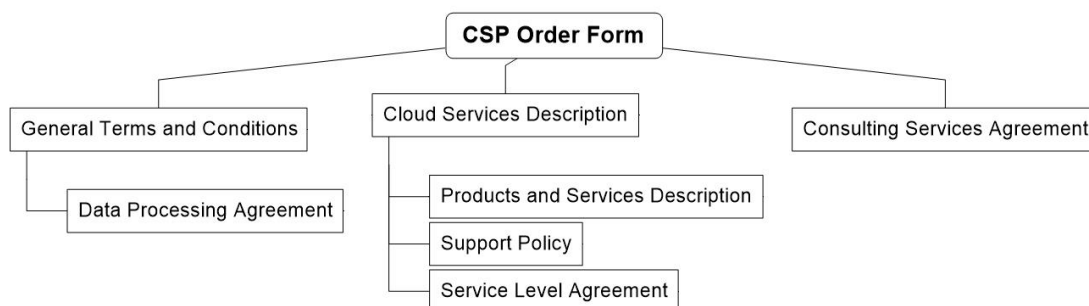 CSP Order Form
General Terms and Conditions
Data Processing Agreement
Cloud Services Description
Products and Services Description
Support Policy
Service Level Agreement
Consulting Services Agreement